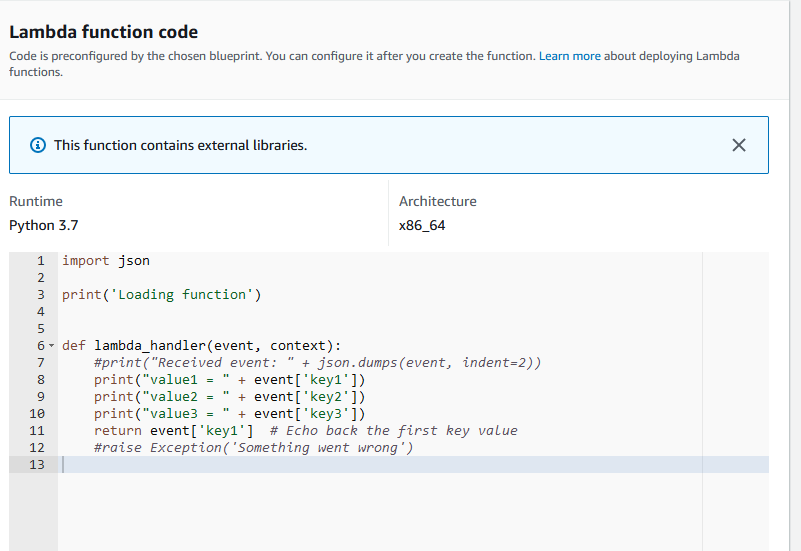 Lambda function code
Code is preconfigured by the chosen blueprint. You can configure it after you create the function. Learn more about deploying Lambda
functions.
This function contains external libraries.
Runtime
Python 3.7
Architecture
x86_64
1 import json
2
3 print('Loading function')
4
5
6 def lambda_handler(event, context):
7     #print("Received event: " + json.dumps(event, indent=2))
8     print("value1 = " + event['key1'])
9     print("value2 = " + event['key2'])
10     print("value3 = " + event['key3'])
11     return event['key1']  # Echo back the first key value
12     #raise Exception('Something went wrong')
13